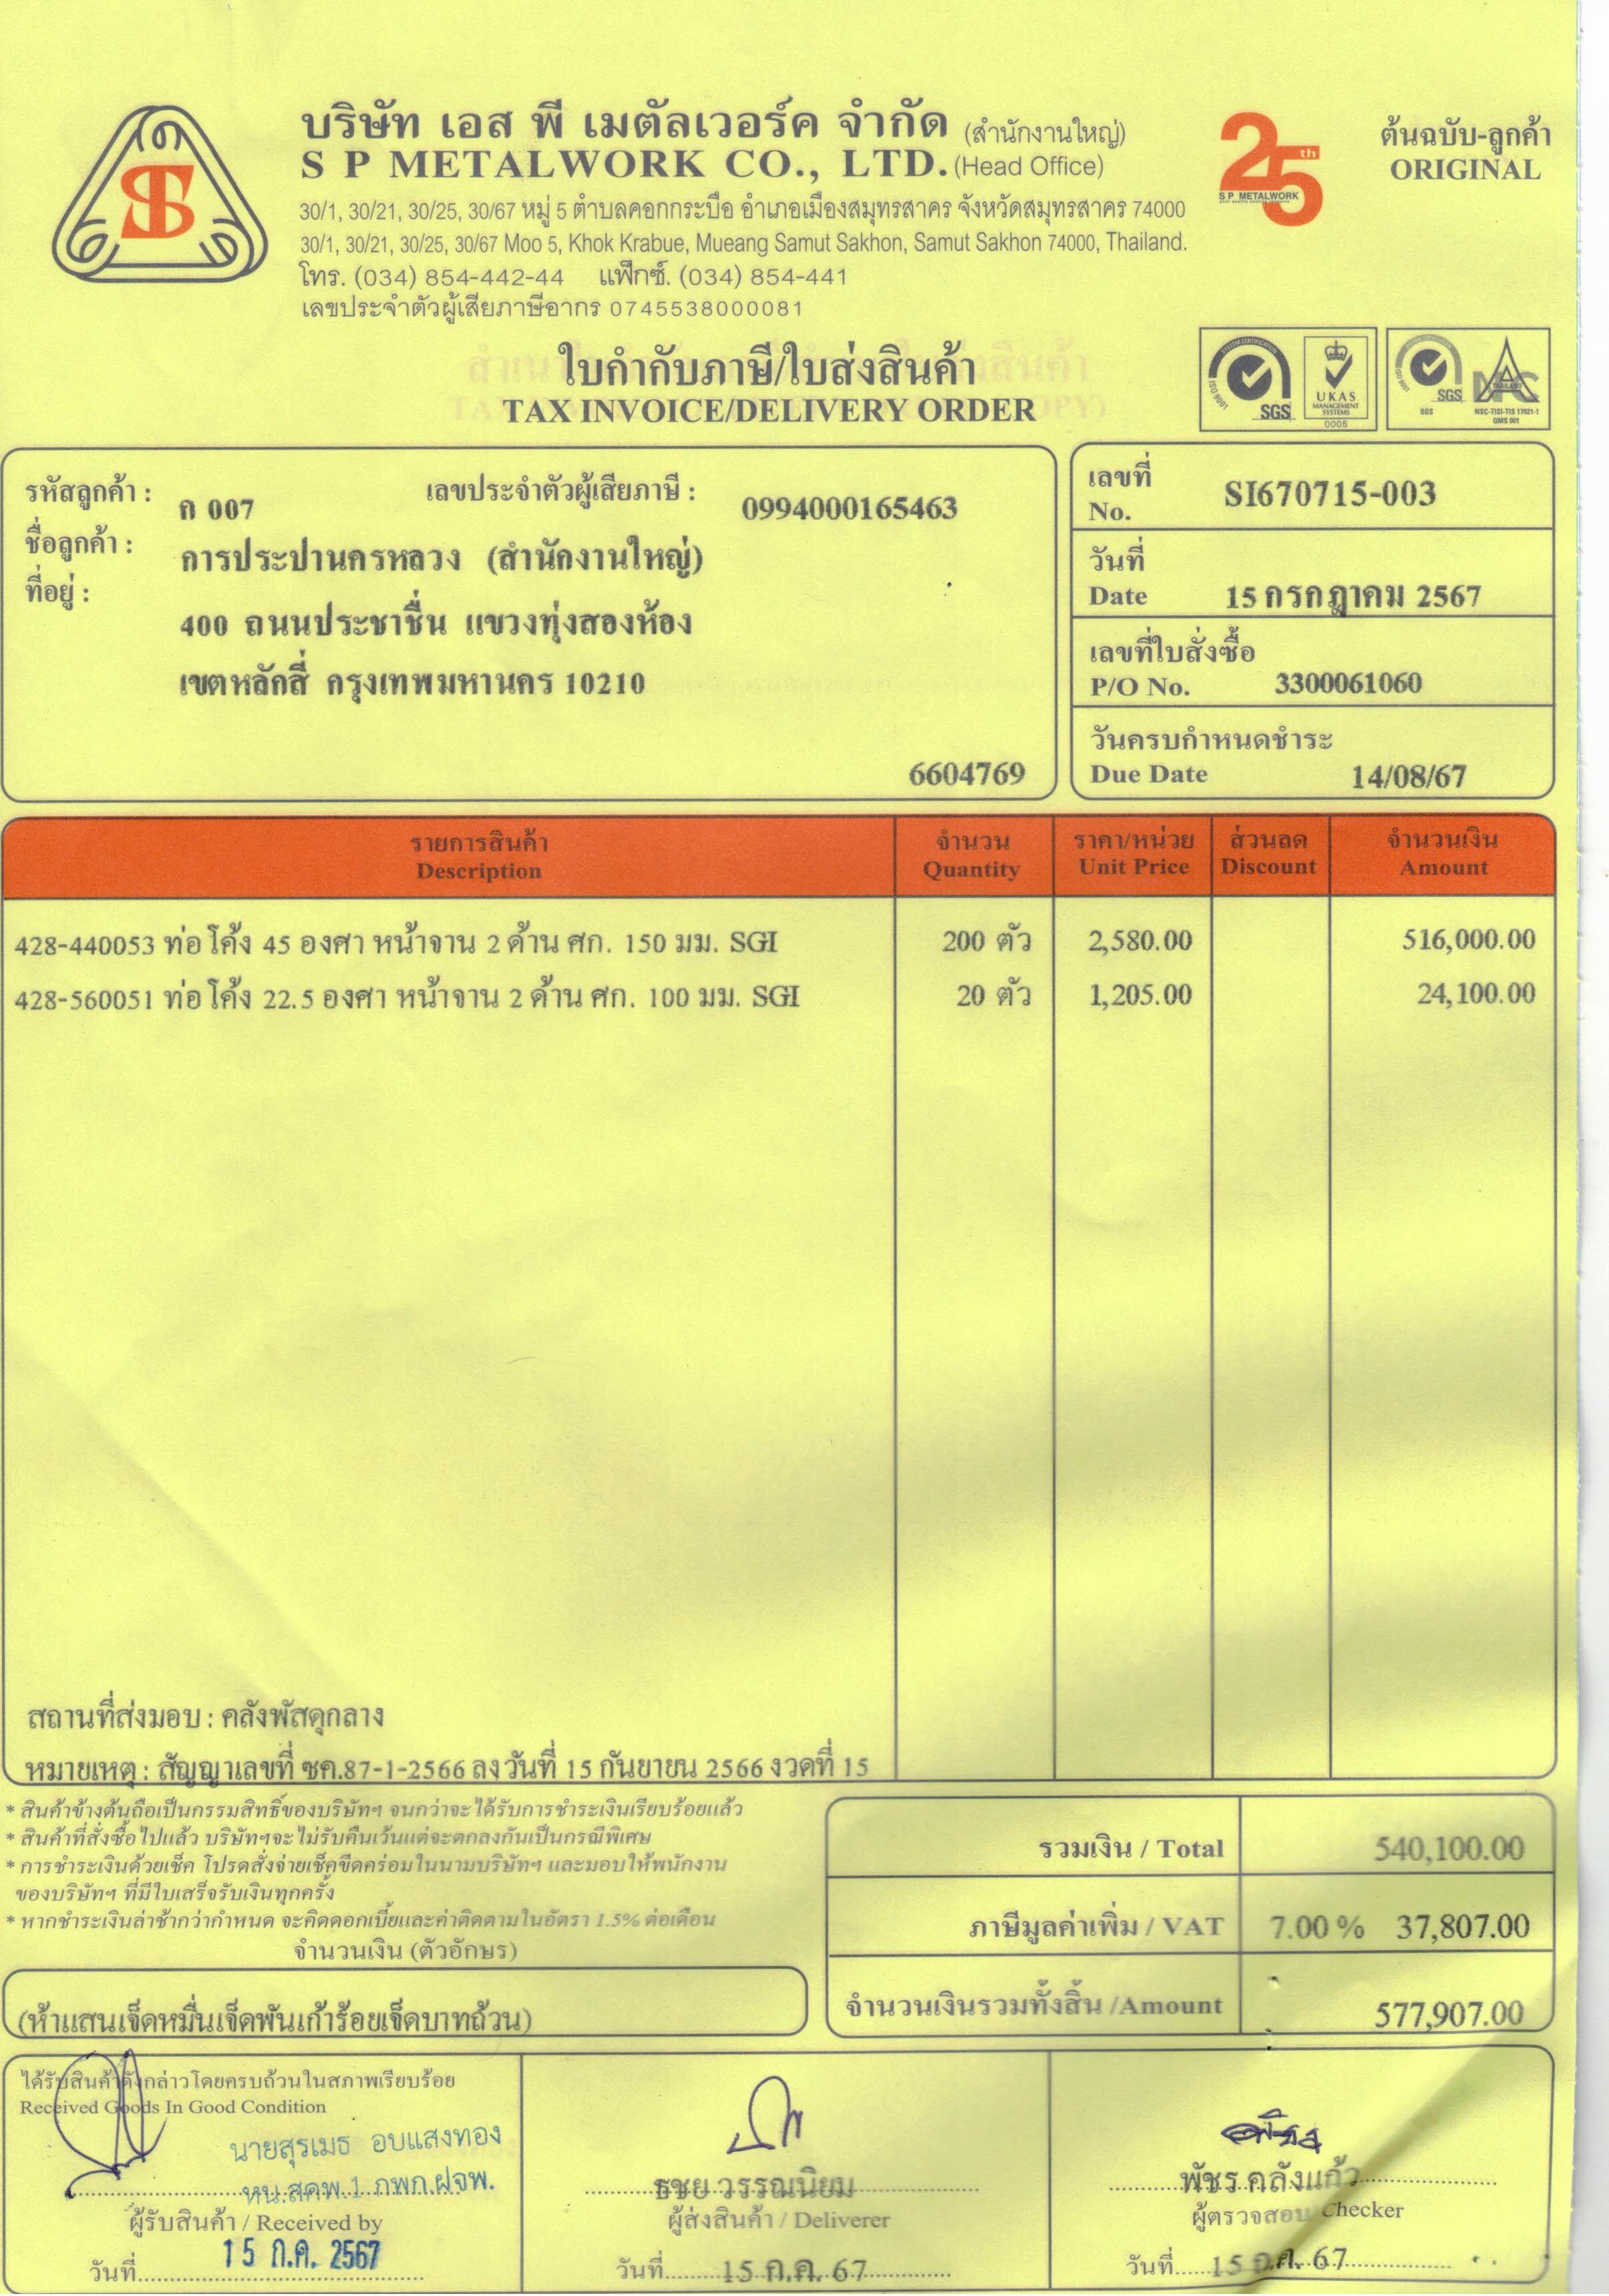 บริษัท เอส พี เมตัลเวอร์ค จำกัด (สำนักงานใหญ่)
S P METALWORK CO., LTD. (Head Office)
30/1, 30/21, 30/25, 30/67 หมู่ 5 ตำบลคอกกระบือ อำเภอเมืองสมุทรสาคร จังหวัดสมุทรสาคร 74000
30/1, 30/21, 30/25, 30/67 Moo 5, Khok Krabue, Mueang Samut Sakhon, Samut Sakhon 74000, Thailand.
โทร. (034) 854-442-44 แฟ็กซ์. (034) 854-441
เลขประจำตัวผู้เสียภาษีอากร 0745538000081
25th
S P METALWORK
ต้นฉบับ-ลูกค้า
ORIGINAL
ใบกำกับภาษี/ใบส่งสินค้า
TAX INVOICE/DELIVERY ORDER
ISO 9001 SGS UKAS MANAGEMENT SYSTEMS 0005
SGS NAC NSC-TISI-TIS 17021-1
รหัสลูกค้า : ก 007 เลขประจำตัวผู้เสียภาษี : 0994000165463
ชื่อลูกค้า : การประปานครหลวง (สำนักงานใหญ่)
ที่อยู่ : 400 ถนนประชาชื่น แขวงทุ่งสองห้อง
เขตหลักสี่ กรุงเทพมหานคร 10210
6604769
เลขที่
No. SI670715-003
วันที่
Date 15 กรกฎาคม 2567
เลขที่ใบสั่งซื้อ
P/O No. 3300061060
วันครบกำหนดชำระ
Due Date 14/08/67
รายการสินค้า จำนวน ราคา/หน่วย ส่วนลด จำนวนเงิน
Description Quantity Unit Price Discount Amount
428-440053 ท่อโค้ง 45 องศา หน้าจาน 2 ด้าน ศก. 150 มม. SGI 200 ตัว 2,580.00 516,000.00
428-560051 ท่อโค้ง 22.5 องศา หน้าจาน 2 ด้าน ศก. 100 มม. SGI 20 ตัว 1,205.00 24,100.00
สถานที่ส่งมอบ : คลังพัสดุกลาง
หมายเหตุ : สัญญาเลขที่ ซค.87-1-2566 ลงวันที่ 15 กันยายน 2566 งวดที่ 15
* สินค้าข้างต้นถือเป็นกรรมสิทธิ์ของบริษัทฯ จนกว่าจะได้รับการชำระเงินเรียบร้อยแล้ว
* สินค้าที่สั่งซื้อไปแล้ว บริษัทฯจะไม่รับคืนเว้นแต่จะตกลงกันเป็นกรณีพิเศษ
* การชำระเงินด้วยเช็ค โปรดสั่งจ่ายเช็คขีดคร่อมในนามบริษัทฯ และมอบให้พนักงาน
ของบริษัทฯ ที่มีใบเสร็จรับเงินทุกครั้ง
* หากชำระเงินล่าช้ากว่ากำหนด จะคิดดอกเบี้ยและค่าติดตามในอัตรา 1.5% ต่อเดือน
จำนวนเงิน (ตัวอักษร)
(ห้าแสนเจ็ดหมื่นเจ็ดพันเก้าร้อยเจ็ดบาทถ้วน)
รวมเงิน / Total 540,100.00
ภาษีมูลค่าเพิ่ม / VAT 7.00 % 37,807.00
จำนวนเงินรวมทั้งสิ้น /Amount 577,907.00
ได้รับสินค้าดังกล่าวโดยครบถ้วนในสภาพเรียบร้อย
Received Goods In Good Condition
นายสุรเมธ อบแสงทอง
หน.สคพ.1 ภพก.ฝจพ.
ผู้รับสินค้า / Received by
วันที่ 15 ก.ค. 2567
ธชย วรรณนิยม
ผู้ส่งสินค้า / Deliverer
วันที่ 15 ก.ค. 67
พัชร คลังแก้ว
ผู้ตรวจสอบ Checker
วันที่ 15 ก.ค. 67